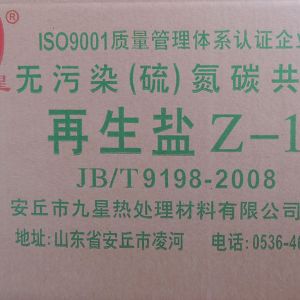 ISO9001质量管理体系认证企
无污染(硫)氮碳共
再生盐 Z-1
JB/T9198-2008
安丘市九星热处理材料有限公司
地址:山东省安丘市凌河 电话:0536-4